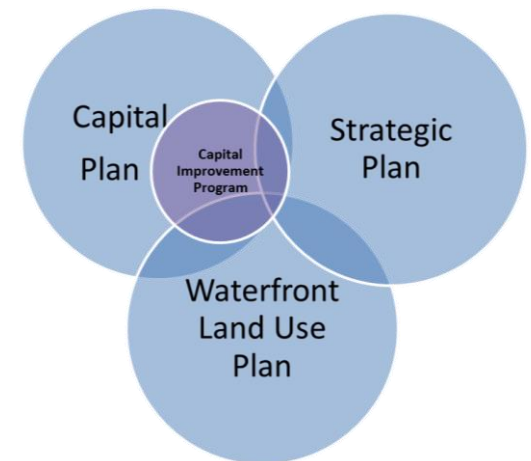 Capital
Plan
Capital
Improvement
Program
Strategic
Plan
Waterfront
Land Use
Plan